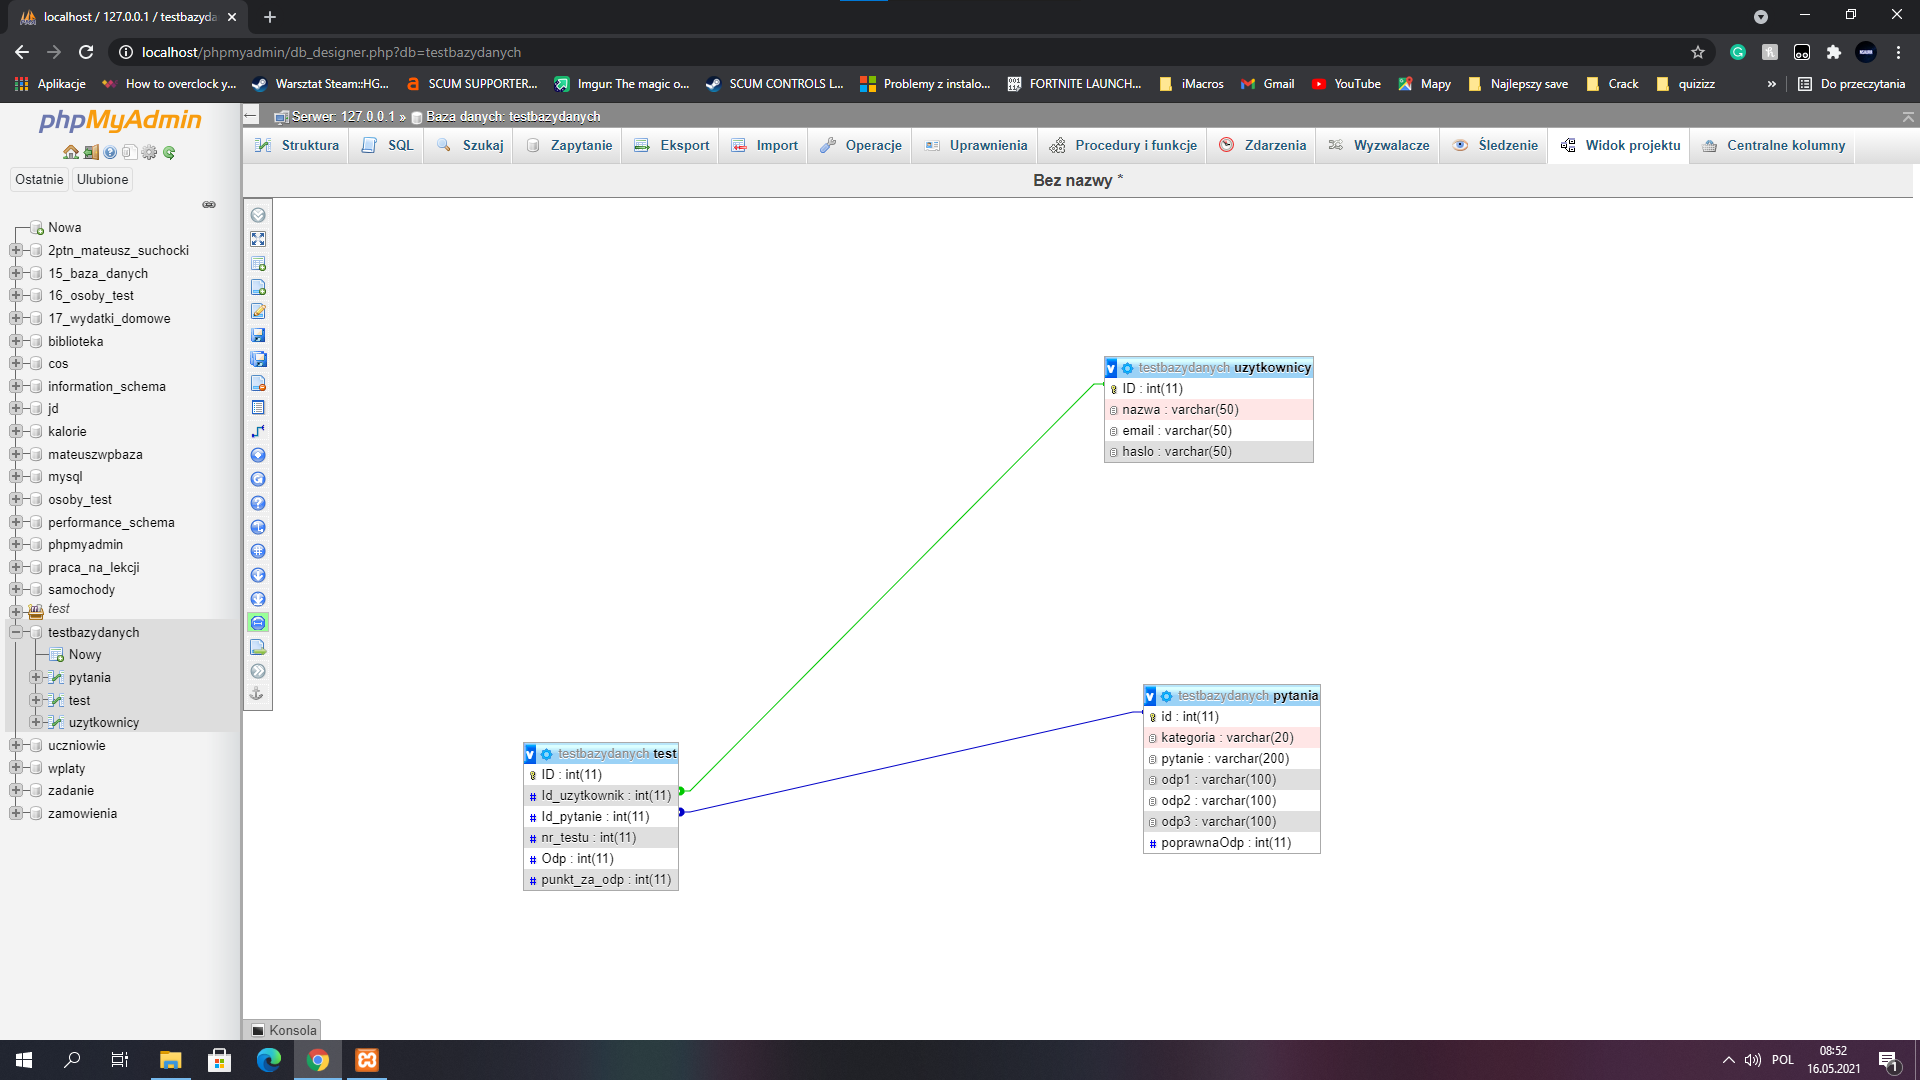 localhost / 127.0.0.1 / testbazyda
localhost/phpmyadmin/db_designer.php?db=testbazydanych
Aplikacje
How to overclock y...
Warsztat Steam::HG...
SCUM SUPPORTER...
Imgur: The magic o...
SCUM CONTROLS L...
Problemy z instalo...
FORTNITE LAUNCH...
iMacros
Gmail
YouTube
Mapy
Najlepszy save
Crack
quizizz
»
Do przeczytania
phpMyAdmin
Ostatnie
Ulubione
Nowa
2ptn_mateusz_suchocki
15_baza_danych
16_osoby_test
17_wydatki_domowe
biblioteka
cos
information_schema
jd
kalorie
mateuszwpbaza
mysql
osoby_test
performance_schema
phpmyadmin
praca_na_lekcji
samochody
test
testbazydanych
Nowy
pytania
test
uzytkownicy
uczniowie
wplaty
zadanie
zamowienia
Serwer: 127.0.0.1 » Baza danych: testbazydanych
Struktura
SQL
Szukaj
Zapytanie
Eksport
Import
Operacje
Uprawnienia
Procedury i funkcje
Zdarzenia
Wyzwalacze
Śledzenie
Widok projektu
Centralne kolumny
Bez nazwy *
v testbazydanych uzytkownicy
ID : int(11)
nazwa : varchar(50)
email : varchar(50)
haslo : varchar(50)
v testbazydanych pytania
id : int(11)
kategoria : varchar(20)
pytanie : varchar(200)
odp1 : varchar(100)
odp2 : varchar(100)
odp3 : varchar(100)
# poprawnaOdp : int(11)
v testbazydanych test
ID : int(11)
# Id_uzytkownik : int(11)
# Id_pytanie : int(11)
# nr_testu : int(11)
# Odp : int(11)
# punkt_za_odp : int(11)
Konsola
POL
08:52
16.05.2021
1